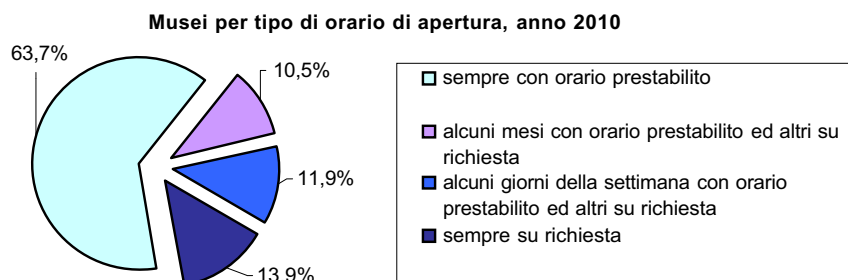 Musei per tipo di orario di apertura, anno 2010
63,7%
10,5%
11,9%
13,9%
sempre con orario prestabilito
alcuni mesi con orario prestabilito ed altri su
richiesta
alcuni giorni della settimana con orario
prestabilito ed altri su richiesta
sempre su richiesta